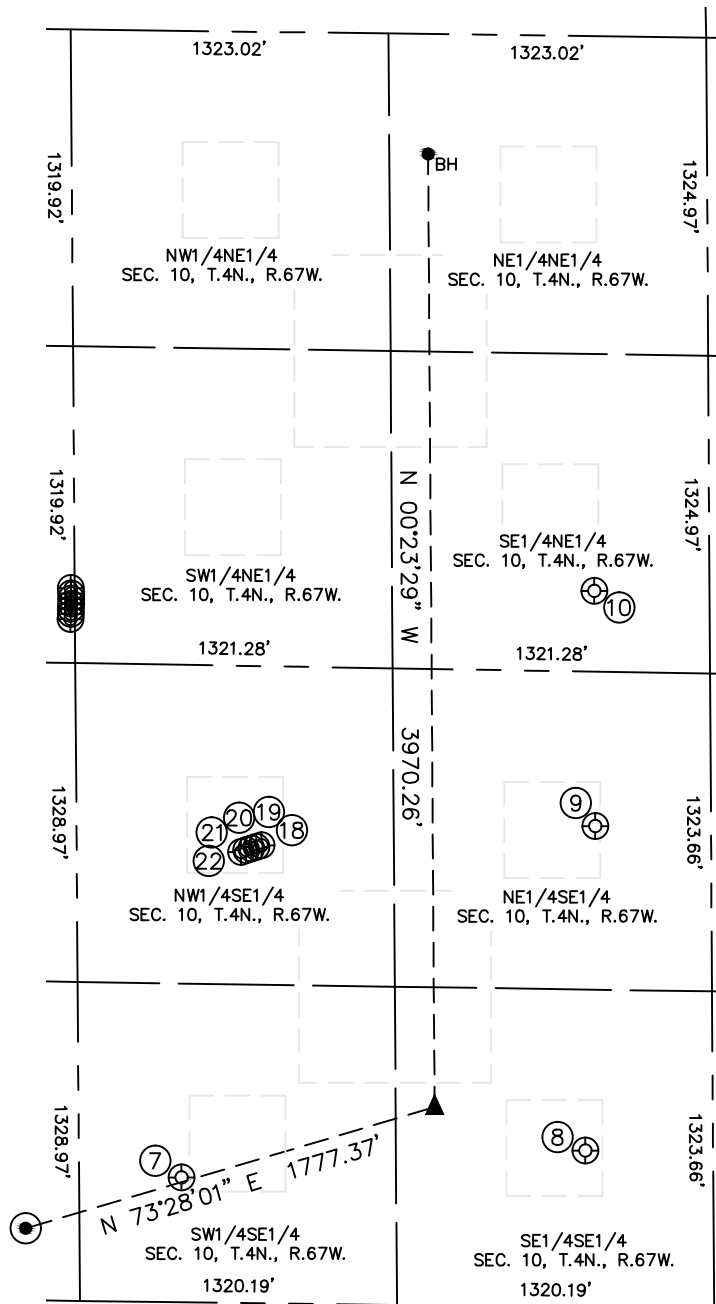 1323.02'
1323.02'
BH
1319.92'
1324.97'
NW1/4NE1/4
SEC. 10, T.4N., R.67W.
NE1/4NE1/4
SEC. 10, T.4N., R.67W.
1319.92'
N 00°23'29" W 3970.26'
1324.97'
SE1/4NE1/4
SEC. 10, T.4N., R.67W.
SW1/4NE1/4
SEC. 10, T.4N., R.67W.
10
1321.28'
1321.28'
1328.97'
1323.66'
9
19
20
18
21
22
NW1/4SE1/4
SEC. 10, T.4N., R.67W.
NE1/4SE1/4
SEC. 10, T.4N., R.67W.
1328.97'
1323.66'
8
7
N 73°28'01" E 1777.37'
SW1/4SE1/4
SEC. 10, T.4N., R.67W.
SE1/4SE1/4
SEC. 10, T.4N., R.67W.
1320.19'
1320.19'